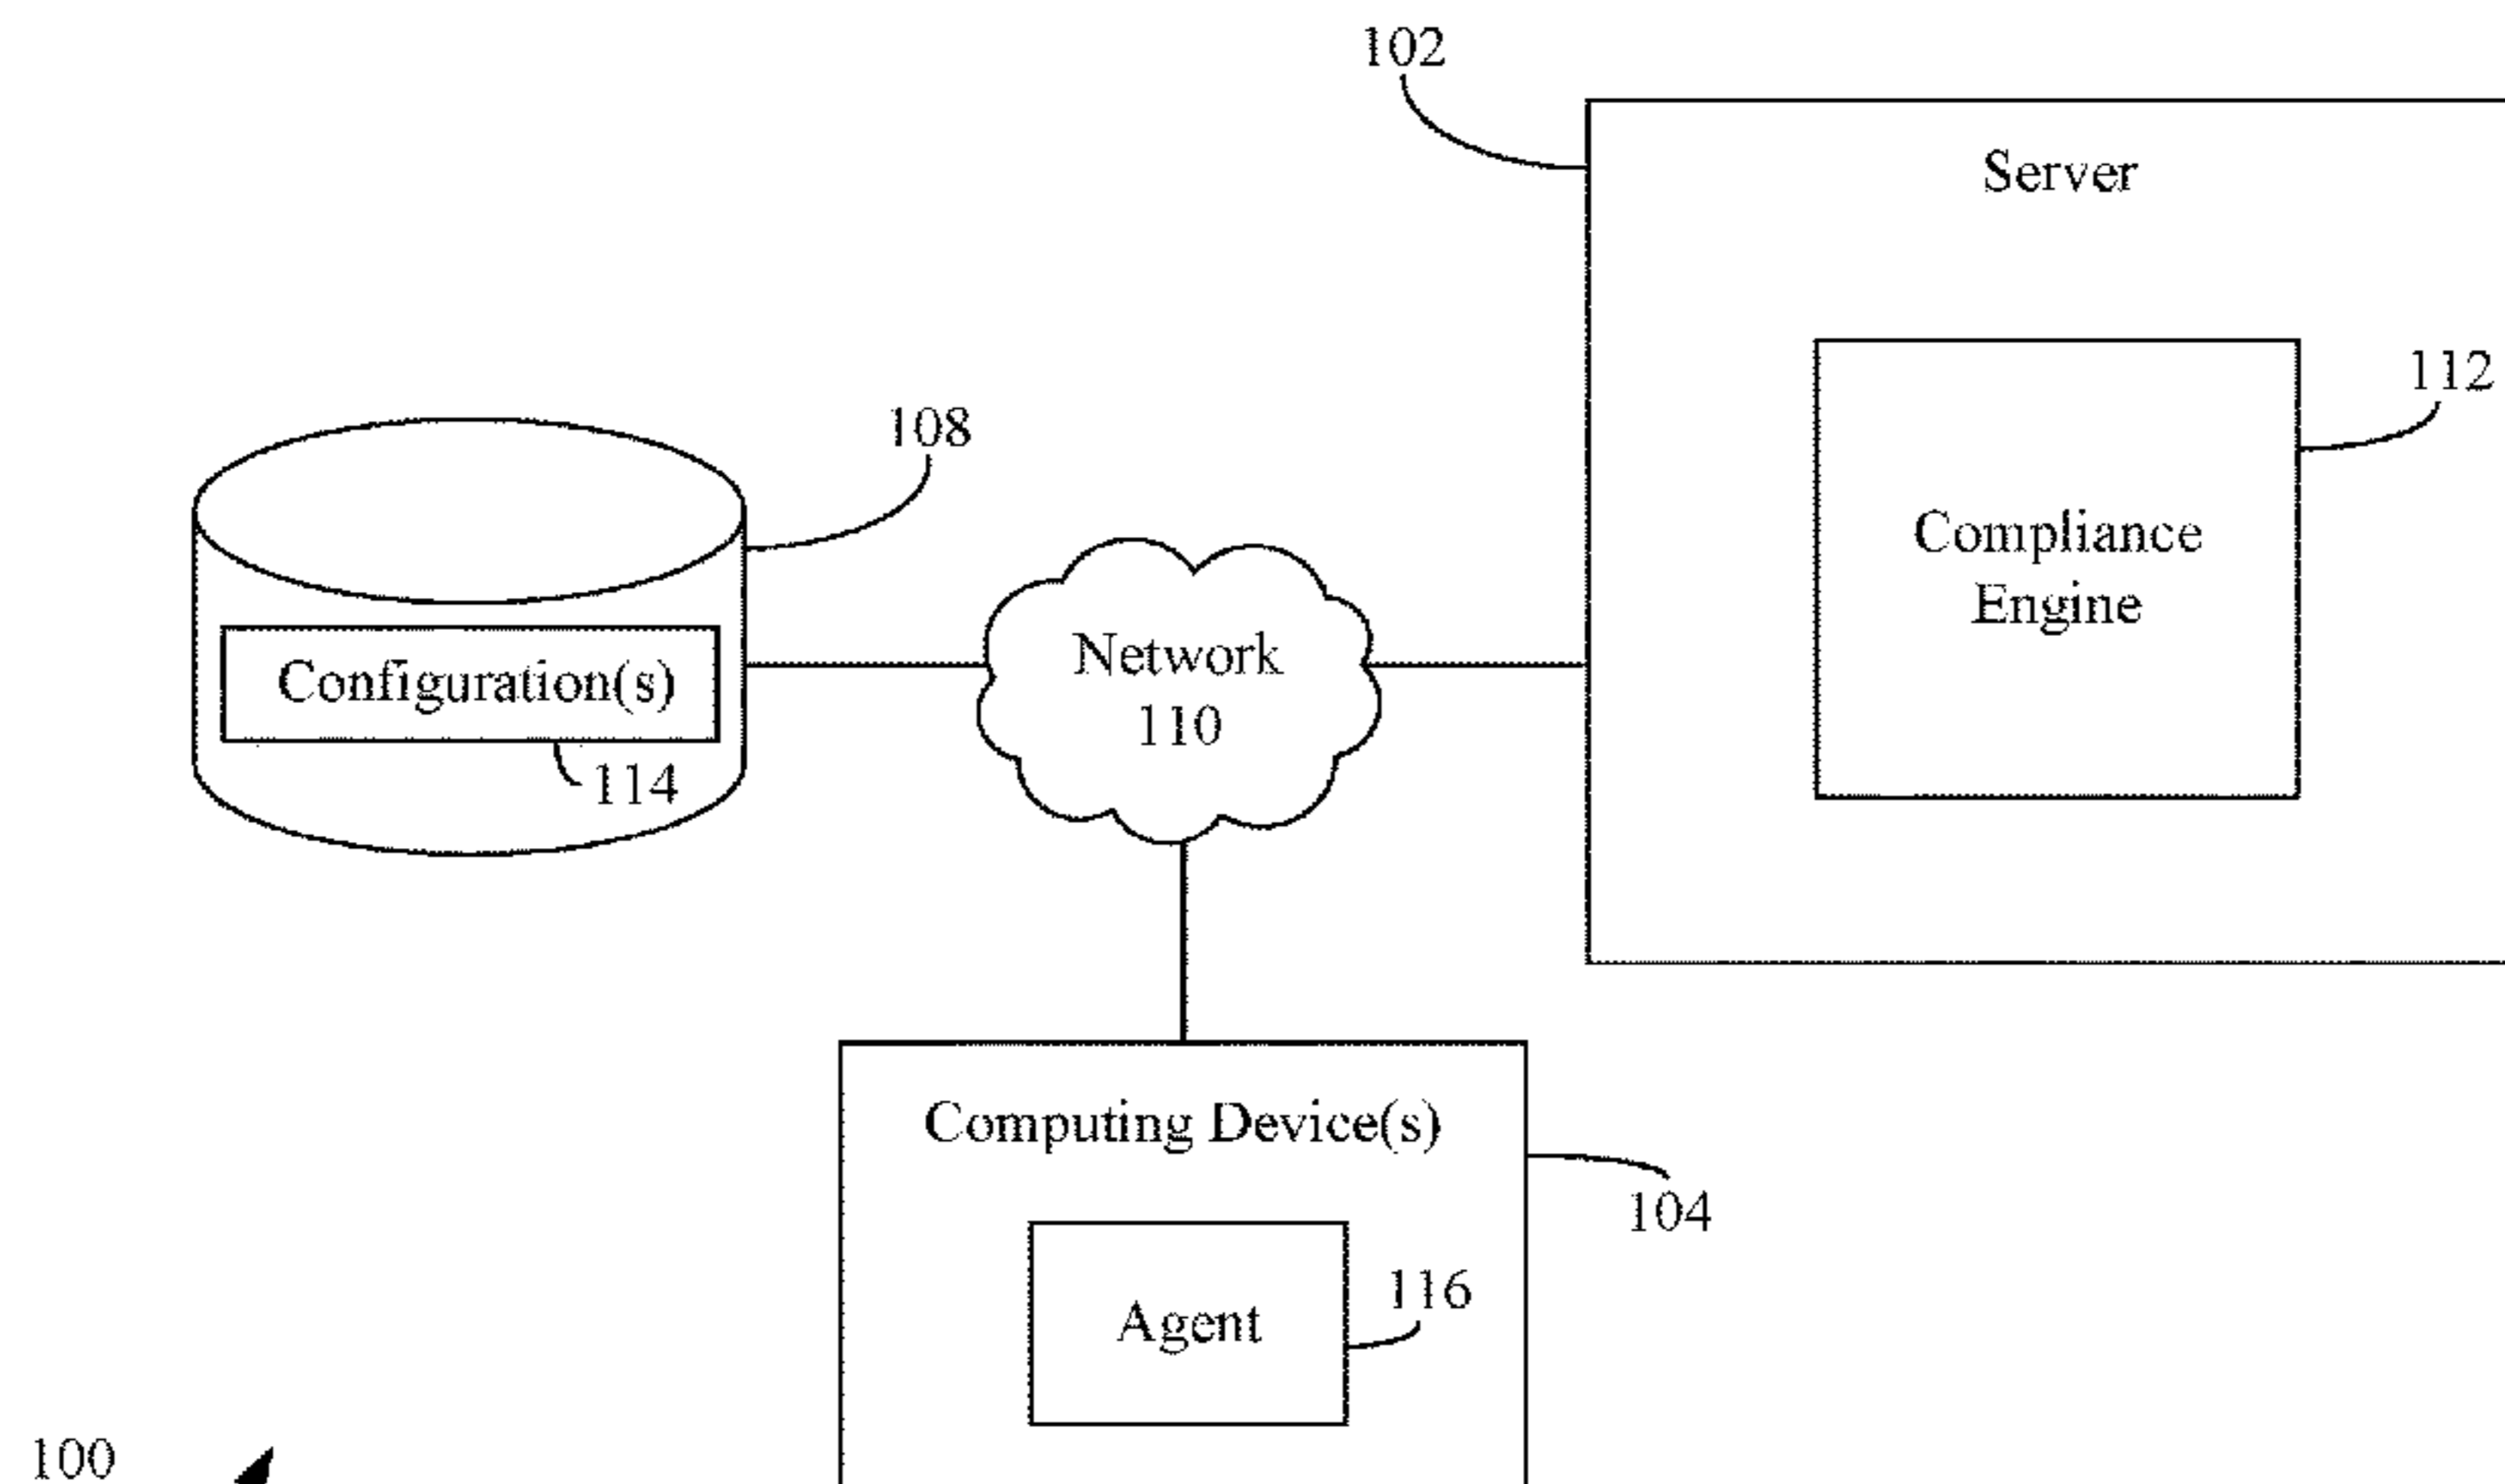 102
Server
112
108
Compliance
Engine
Network
110
Configuration(s)
114
Computing Device(s)
104
116
Agent
100